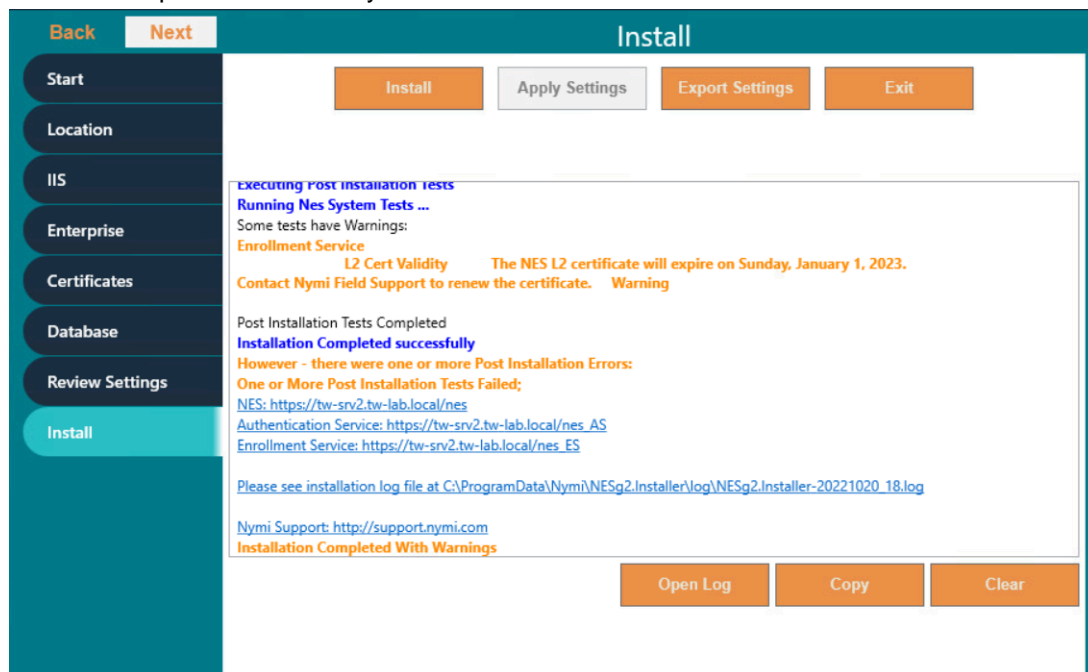 Back Next
Install
Start
Location
IIS
Enterprise
Certificates
Database
Review Settings
Install
Install Apply Settings Export Settings Exit
Executing Post Installation Tests
Running Nes System Tests ...
Some tests have Warnings:
Enrollment Service
L2 Cert Validity The NES L2 certificate will expire on Sunday, January 1, 2023.
Contact Nymi Field Support to renew the certificate. Warning
Post Installation Tests Completed
Installation Completed successfully
However - there were one or more Post Installation Errors:
One or More Post Installation Tests Failed;
NES: https://tw-srv2.tw-lab.local/nes
Authentication Service: https://tw-srv2.tw-lab.local/nes_AS
Enrollment Service: https://tw-srv2.tw-lab.local/nes_ES
Please see installation log file at C:\ProgramData\Nymi\NESg2.Installer\log\NESg2.Installer-20221020_18.log
Nymi Support: http://support.nymi.com
Installation Completed With Warnings
Open Log Copy Clear